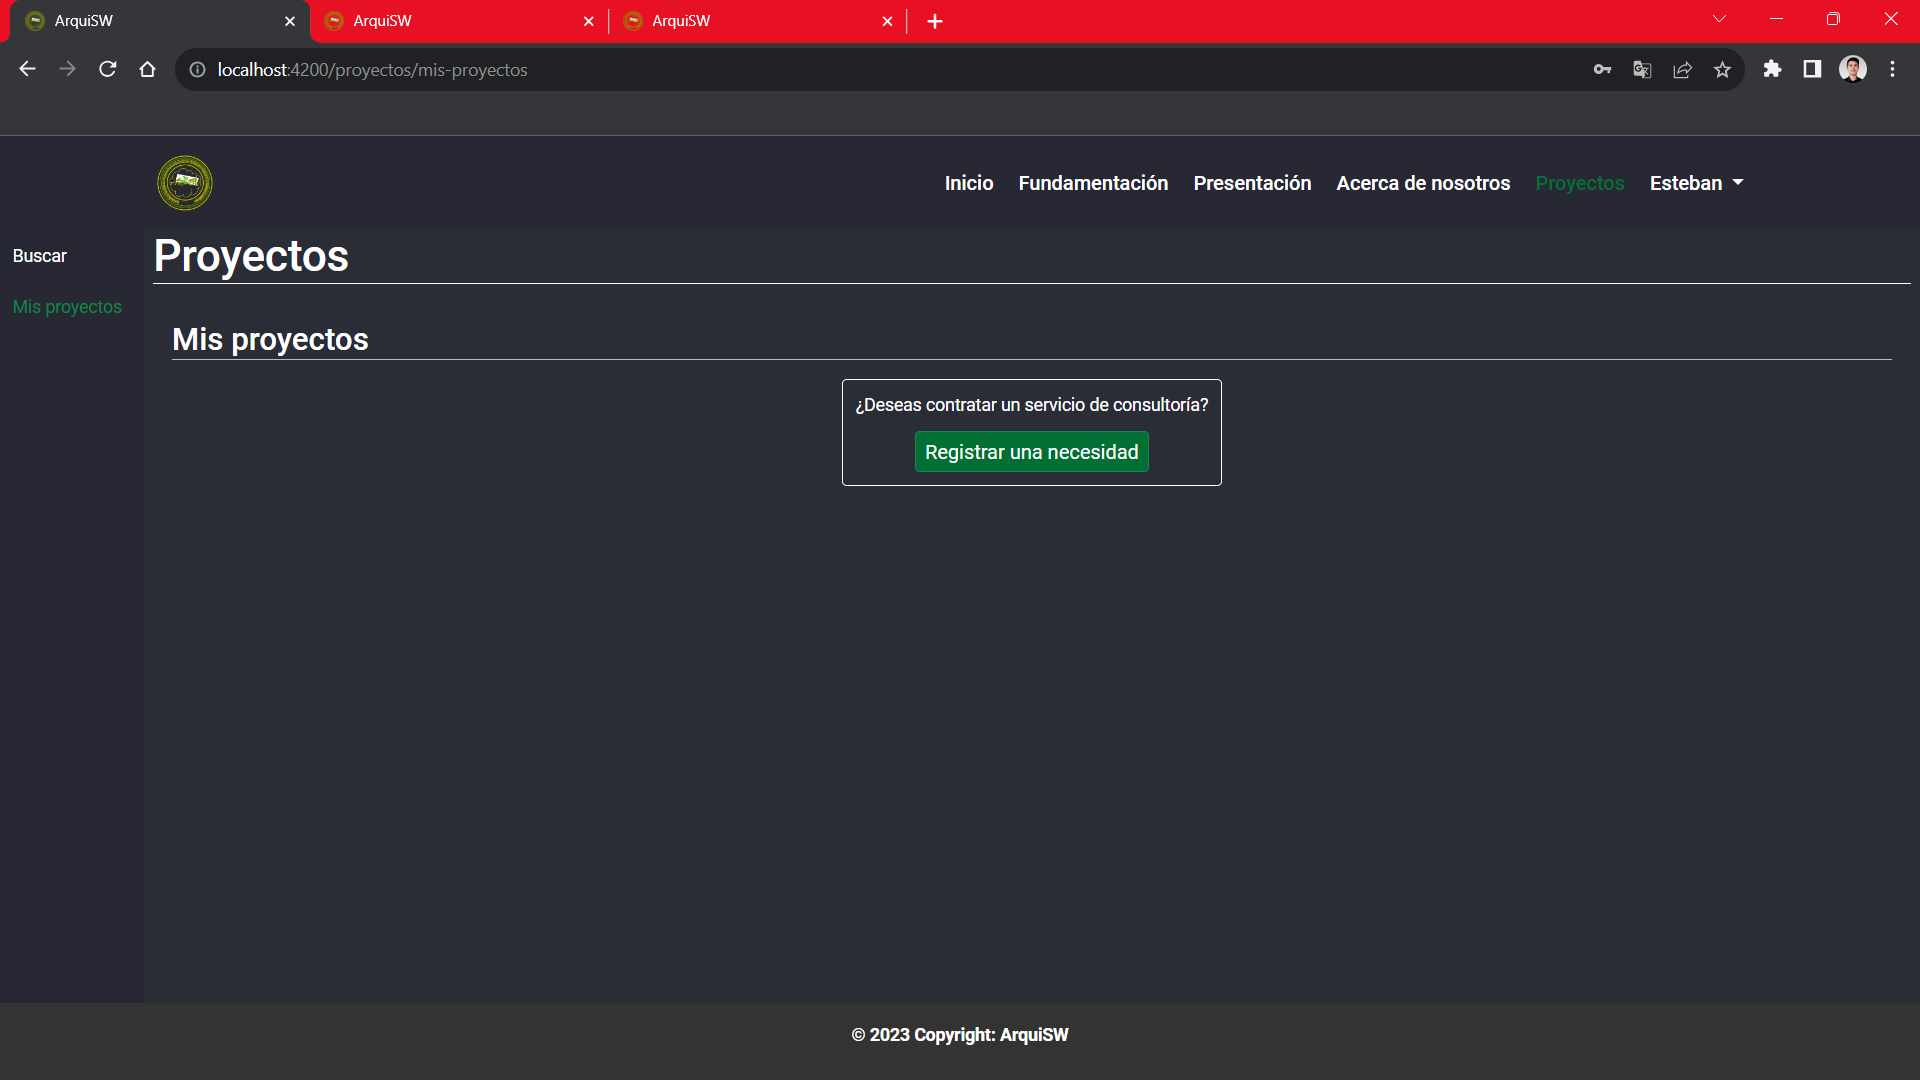 ArquiSW
ArquiSW
ArquiSW
localhost:4200/proyectos/mis-proyectos
Inicio
Fundamentación
Presentación
Acerca de nosotros
Proyectos
Esteban
Buscar
Mis proyectos
Proyectos
Mis proyectos
¿Deseas contratar un servicio de consultoría?
Registrar una necesidad
© 2023 Copyright: ArquiSW